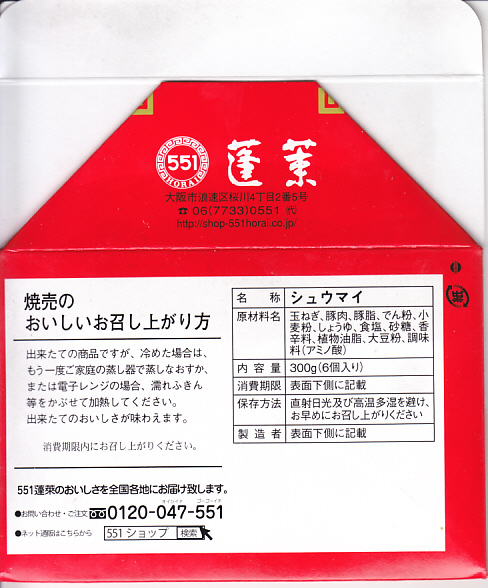 551
HORAI
蓬莱
大阪市浪速区桜川4丁目2番5号
☎ 06(7733)0551 ㈹
http://shop-551horai.co.jp/
焼売の
おいしいお召し上がり方
出来たての商品ですが、冷めた場合は、
もう一度ご家庭の蒸し器で蒸しなおすか、
または電子レンジの場合、濡れふきん
等をかぶせて加熱してください。
出来たてのおいしさが味わえます。
消費期限内にお召し上がりください。
名称 シュウマイ
原材料名 玉ねぎ、豚肉、豚脂、でん粉、小
麦粉、しょうゆ、食塩、砂糖、香
辛料、植物油脂、大豆粉、調味
料(アミノ酸)
内容量 300g(6個入り)
消費期限 表面下側に記載
保存方法 直射日光及び高温多湿を避け、
お早めにお召し上がりください
製造者 表面下側に記載
551蓬莱のおいしさを全国各地にお届け致します。
オイシイナ ゴーゴーイチ
●お問い合わせ・ご注文 0120-047-551
●ネット通販はこちらから 551 ショップ 検索